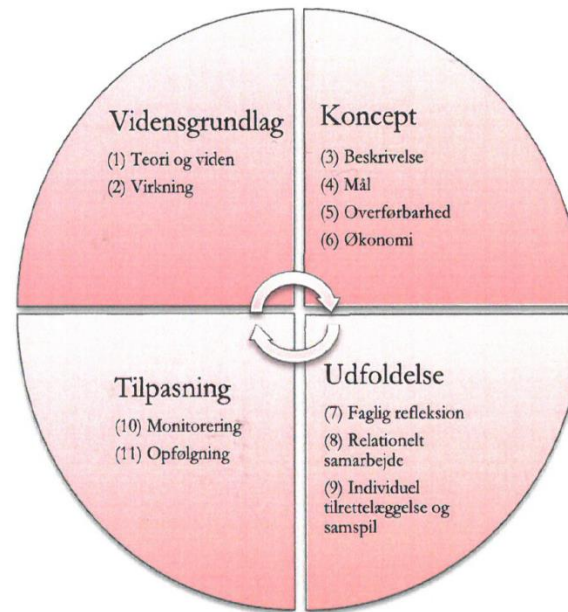 Vidensgrundlag
(1) Teori og viden
(2) Virkning
Koncept
(3) Beskrivelse
(4) Mål
(5) Overførbarhed
(6) Økonomi
Tilpasning
(10) Monitorering
(11) Opfølgning
Udfoldelse
(7) Faglig refleksion
(8) Relationelt
samarbejde
(9) Individuel
tilrettelæggelse og
samspil